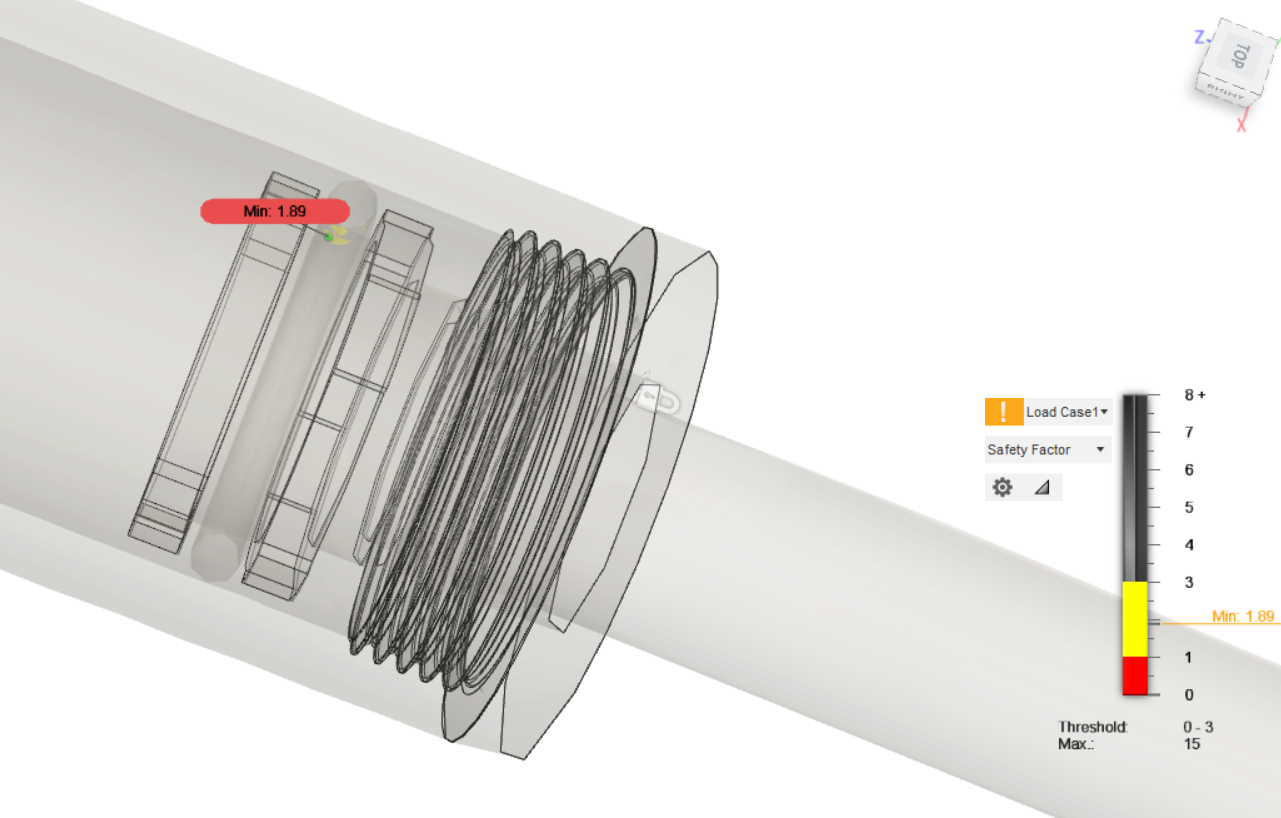 Z
TOP
X
Min: 1.89
8 +
Load Case1
7
Safety Factor
6
5
4
3
Min: 1.89
1
0
Threshold: 0 - 3
Max.: 15